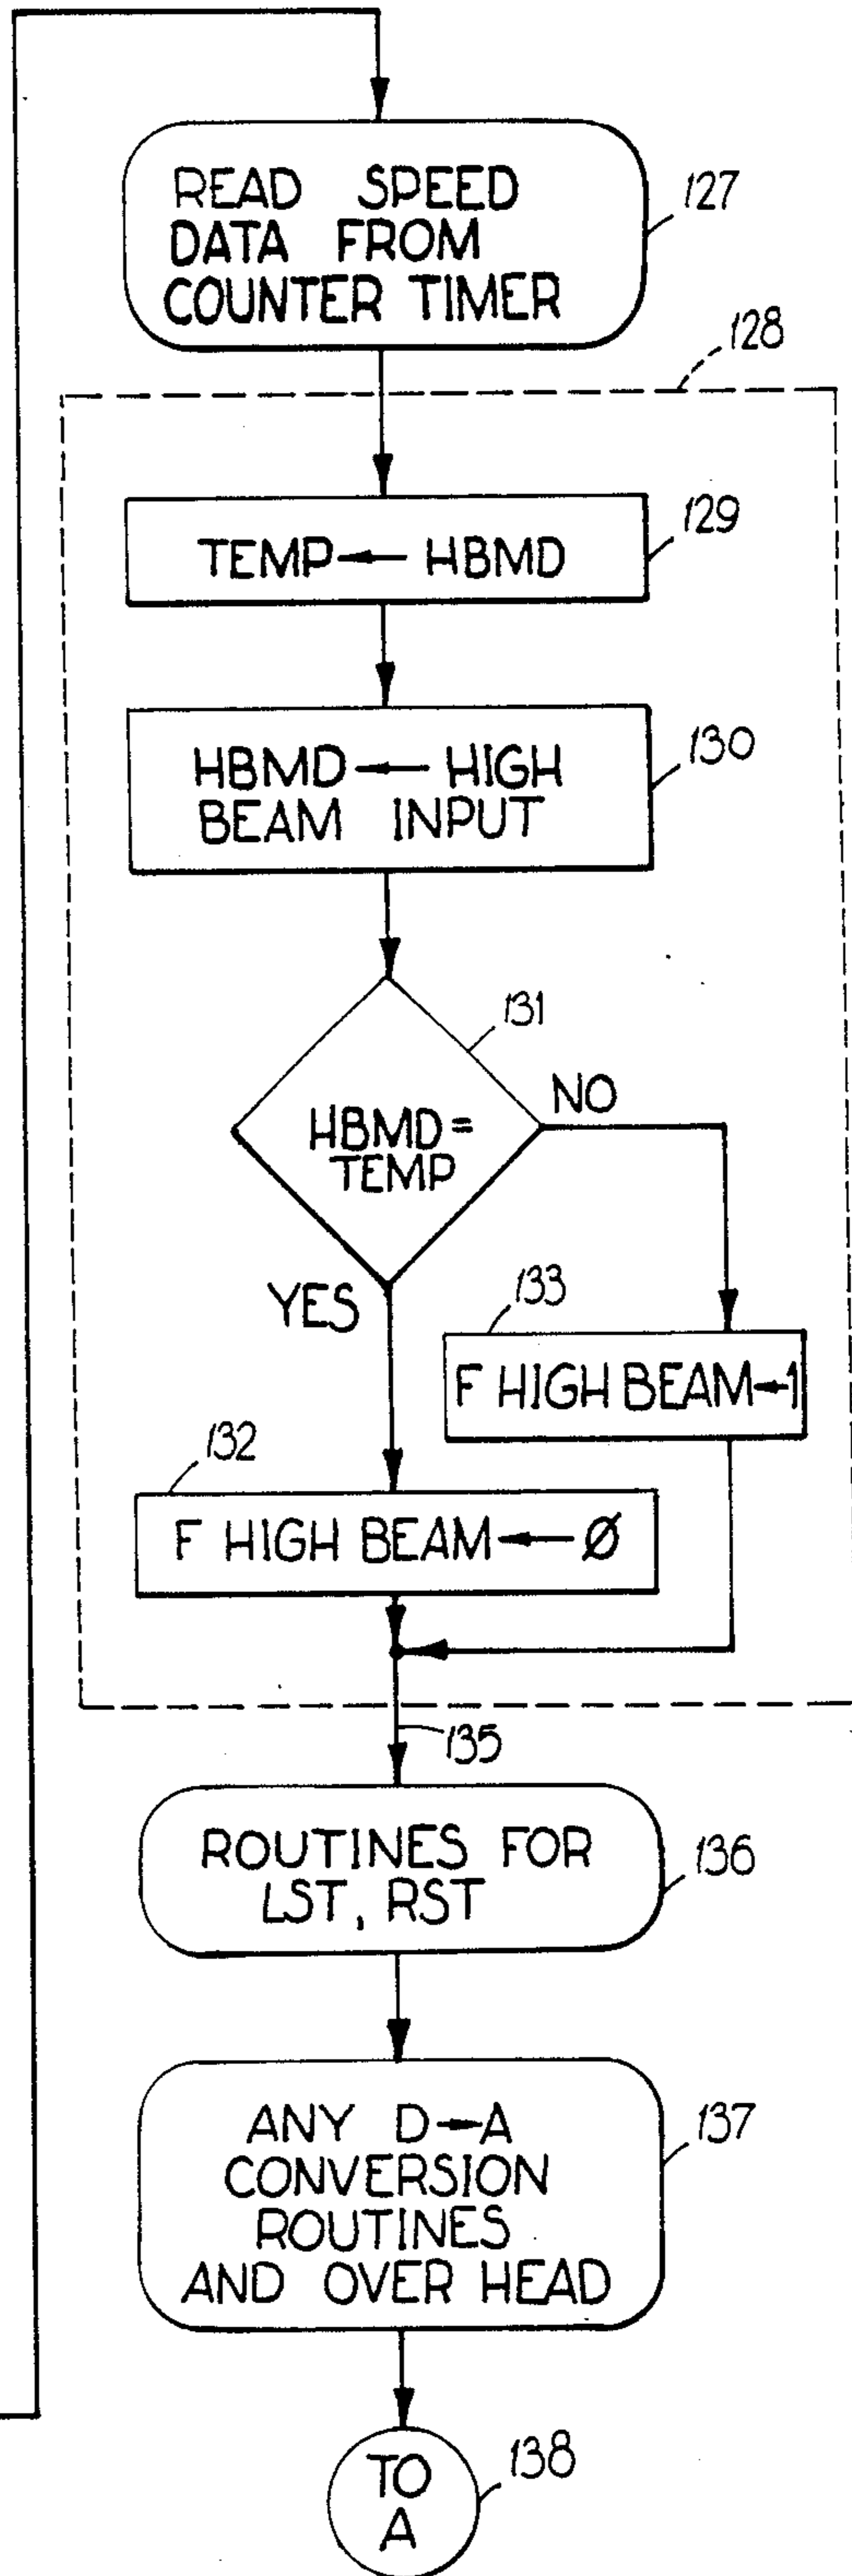 READ SPEED
DATA FROM
COUNTER TIMER
127
128
TEMP ← HBMD
129
HBMD ← HIGH
BEAM INPUT
130
131
HBMD =
TEMP
NO
YES
133
F HIGH BEAM ← 1
132
F HIGH BEAM ← Ø
135
ROUTINES FOR
LST, RST
136
ANY D → A
CONVERSION
ROUTINES
AND OVER HEAD
137
TO
A
138